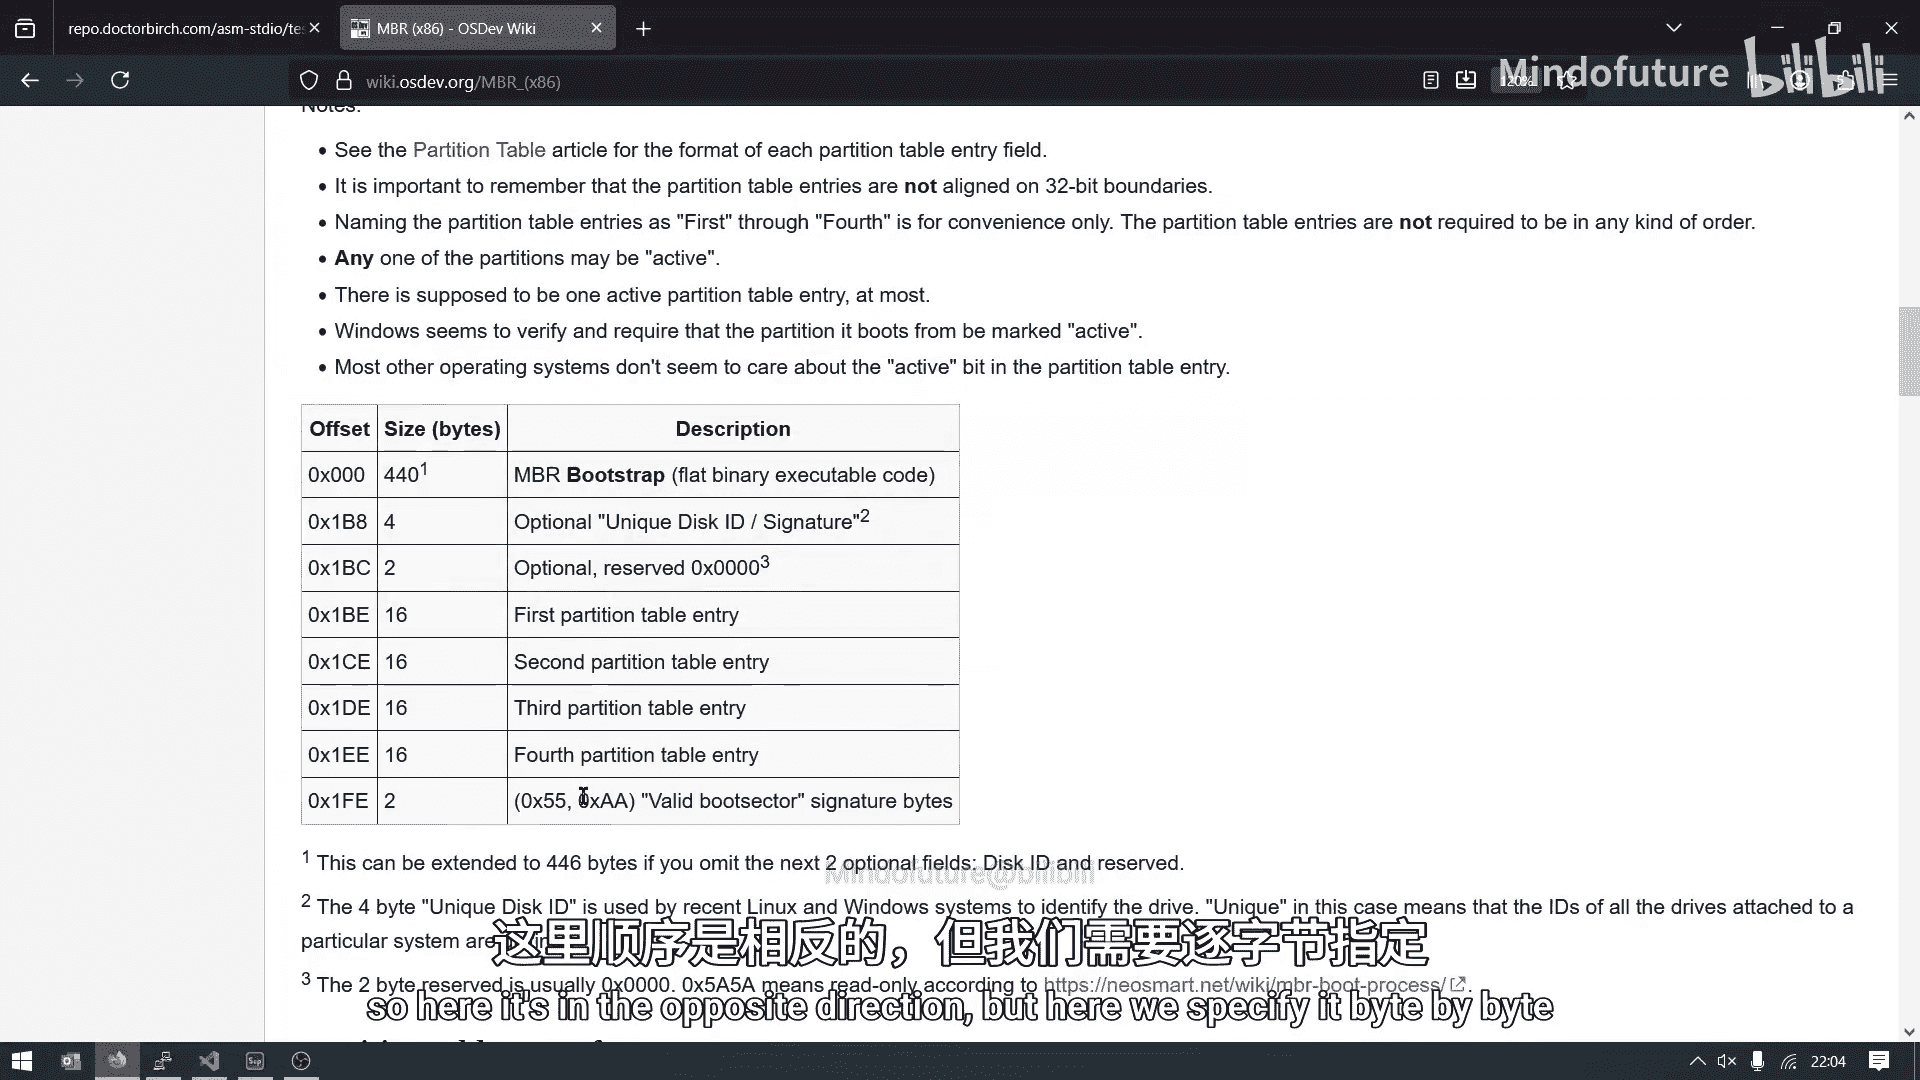 repo.doctorbirch.com/asm-stdio/te
MBR (x86) - OSDev Wiki
wiki.osdev.org/MBR_(x86)
120%
Mindofuture bilibili
Notes:
• See the Partition Table article for the format of each partition table entry field.
• It is important to remember that the partition table entries are not aligned on 32-bit boundaries.
• Naming the partition table entries as "First" through "Fourth" is for convenience only. The partition table entries are not required to be in any kind of order.
• Any one of the partitions may be "active".
• There is supposed to be one active partition table entry, at most.
• Windows seems to verify and require that the partition it boots from be marked "active".
• Most other operating systems don't seem to care about the "active" bit in the partition table entry.
Offset Size (bytes) Description
0x000 440¹ MBR Bootstrap (flat binary executable code)
0x1B8 4 Optional "Unique Disk ID / Signature"²
0x1BC 2 Optional, reserved 0x0000³
0x1BE 16 First partition table entry
0x1CE 16 Second partition table entry
0x1DE 16 Third partition table entry
0x1EE 16 Fourth partition table entry
0x1FE 2 (0x55, 0xAA) "Valid bootsector" signature bytes
¹ This can be extended to 446 bytes if you omit the next 2 optional fields: Disk ID and reserved.
Mindofuture@bilibili
² The 4 byte "Unique Disk ID" is used by recent Linux and Windows systems to identify the drive. "Unique" in this case means that the IDs of all the drives attached to a
particular system are
这里顺序是相反的，但我们需要逐字节指定
³ The 2 byte reserved is usually 0x0000. 0x5A5A means read-only according to https://neosmart.net/wiki/mbr-boot-process/.
so here it's in the opposite direction, but here we specify it byte by byte
22:04